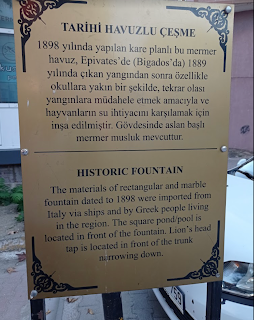 TARİHİ HAVUZLU ÇEŞME
1898 yılında yapılan kare planlı bu mermer
havuz, Epivates'de (Bigados'da) 1889
yılında çıkan yangından sonra özellikle
okullara yakın bir şekilde, tekrar olası
yangınlara müdahele etmek amacıyla ve
hayvanların su ihtiyacını karşılamak için
inşa edilmiştir. Gövdesinde aslan başlı
mermer musluk mevcuttur.
HISTORIC FOUNTAIN
The materials of rectangular and marble
fountain dated to 1898 were imported from
Italy via ships and by Greek people living
in the region. The square pond/pool is
located in front of the fountain. Lion's head
tap is located in front of the trunk
narrowing down.